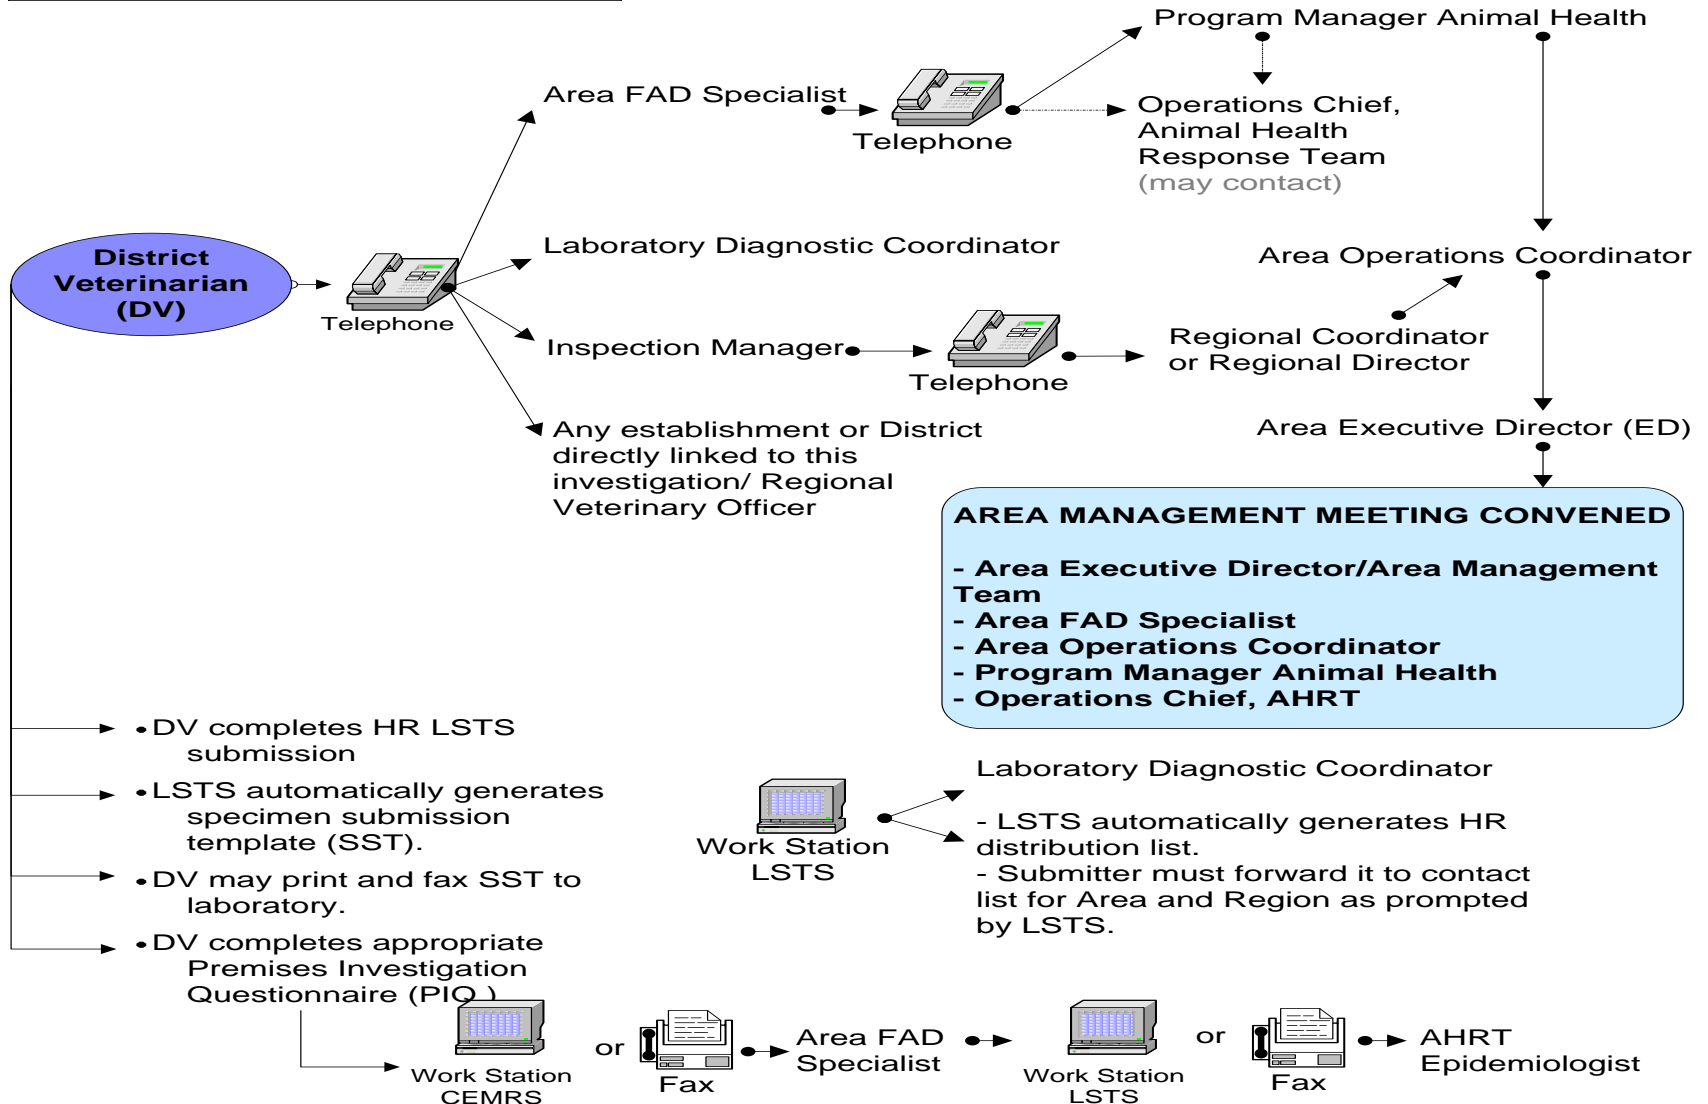 Program Manager Animal Health
Area FAD Specialist
Telephone
Operations Chief,
Animal Health
Response Team
(may contact)
District
Veterinarian
(DV)
Telephone
Laboratory Diagnostic Coordinator
Area Operations Coordinator
Inspection Manager
Telephone
Regional Coordinator
or Regional Director
Any establishment or District
directly linked to this
investigation/ Regional
Veterinary Officer
Area Executive Director (ED)
AREA MANAGEMENT MEETING CONVENED
- Area Executive Director/Area Management
Team
- Area FAD Specialist
- Area Operations Coordinator
- Program Manager Animal Health
- Operations Chief, AHRT
•DV completes HR LSTS
submission
•LSTS automatically generates
specimen submission
template (SST).
•DV may print and fax SST to
laboratory.
•DV completes appropriate
Premises Investigation
Questionnaire (PIQ )
Work Station
LSTS
Laboratory Diagnostic Coordinator
- LSTS automatically generates HR
distribution list.
- Submitter must forward it to contact
list for Area and Region as prompted
by LSTS.
Work Station
CEMRS
or
Fax
Area FAD
Specialist
Work Station
LSTS
or
Fax
AHRT
Epidemiologist